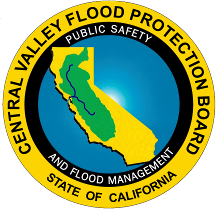 CENTRAL VALLEY FLOOD PROTECTION BOARD
PUBLIC SAFETY
AND FLOOD MANAGEMENT
STATE OF CALIFORNIA